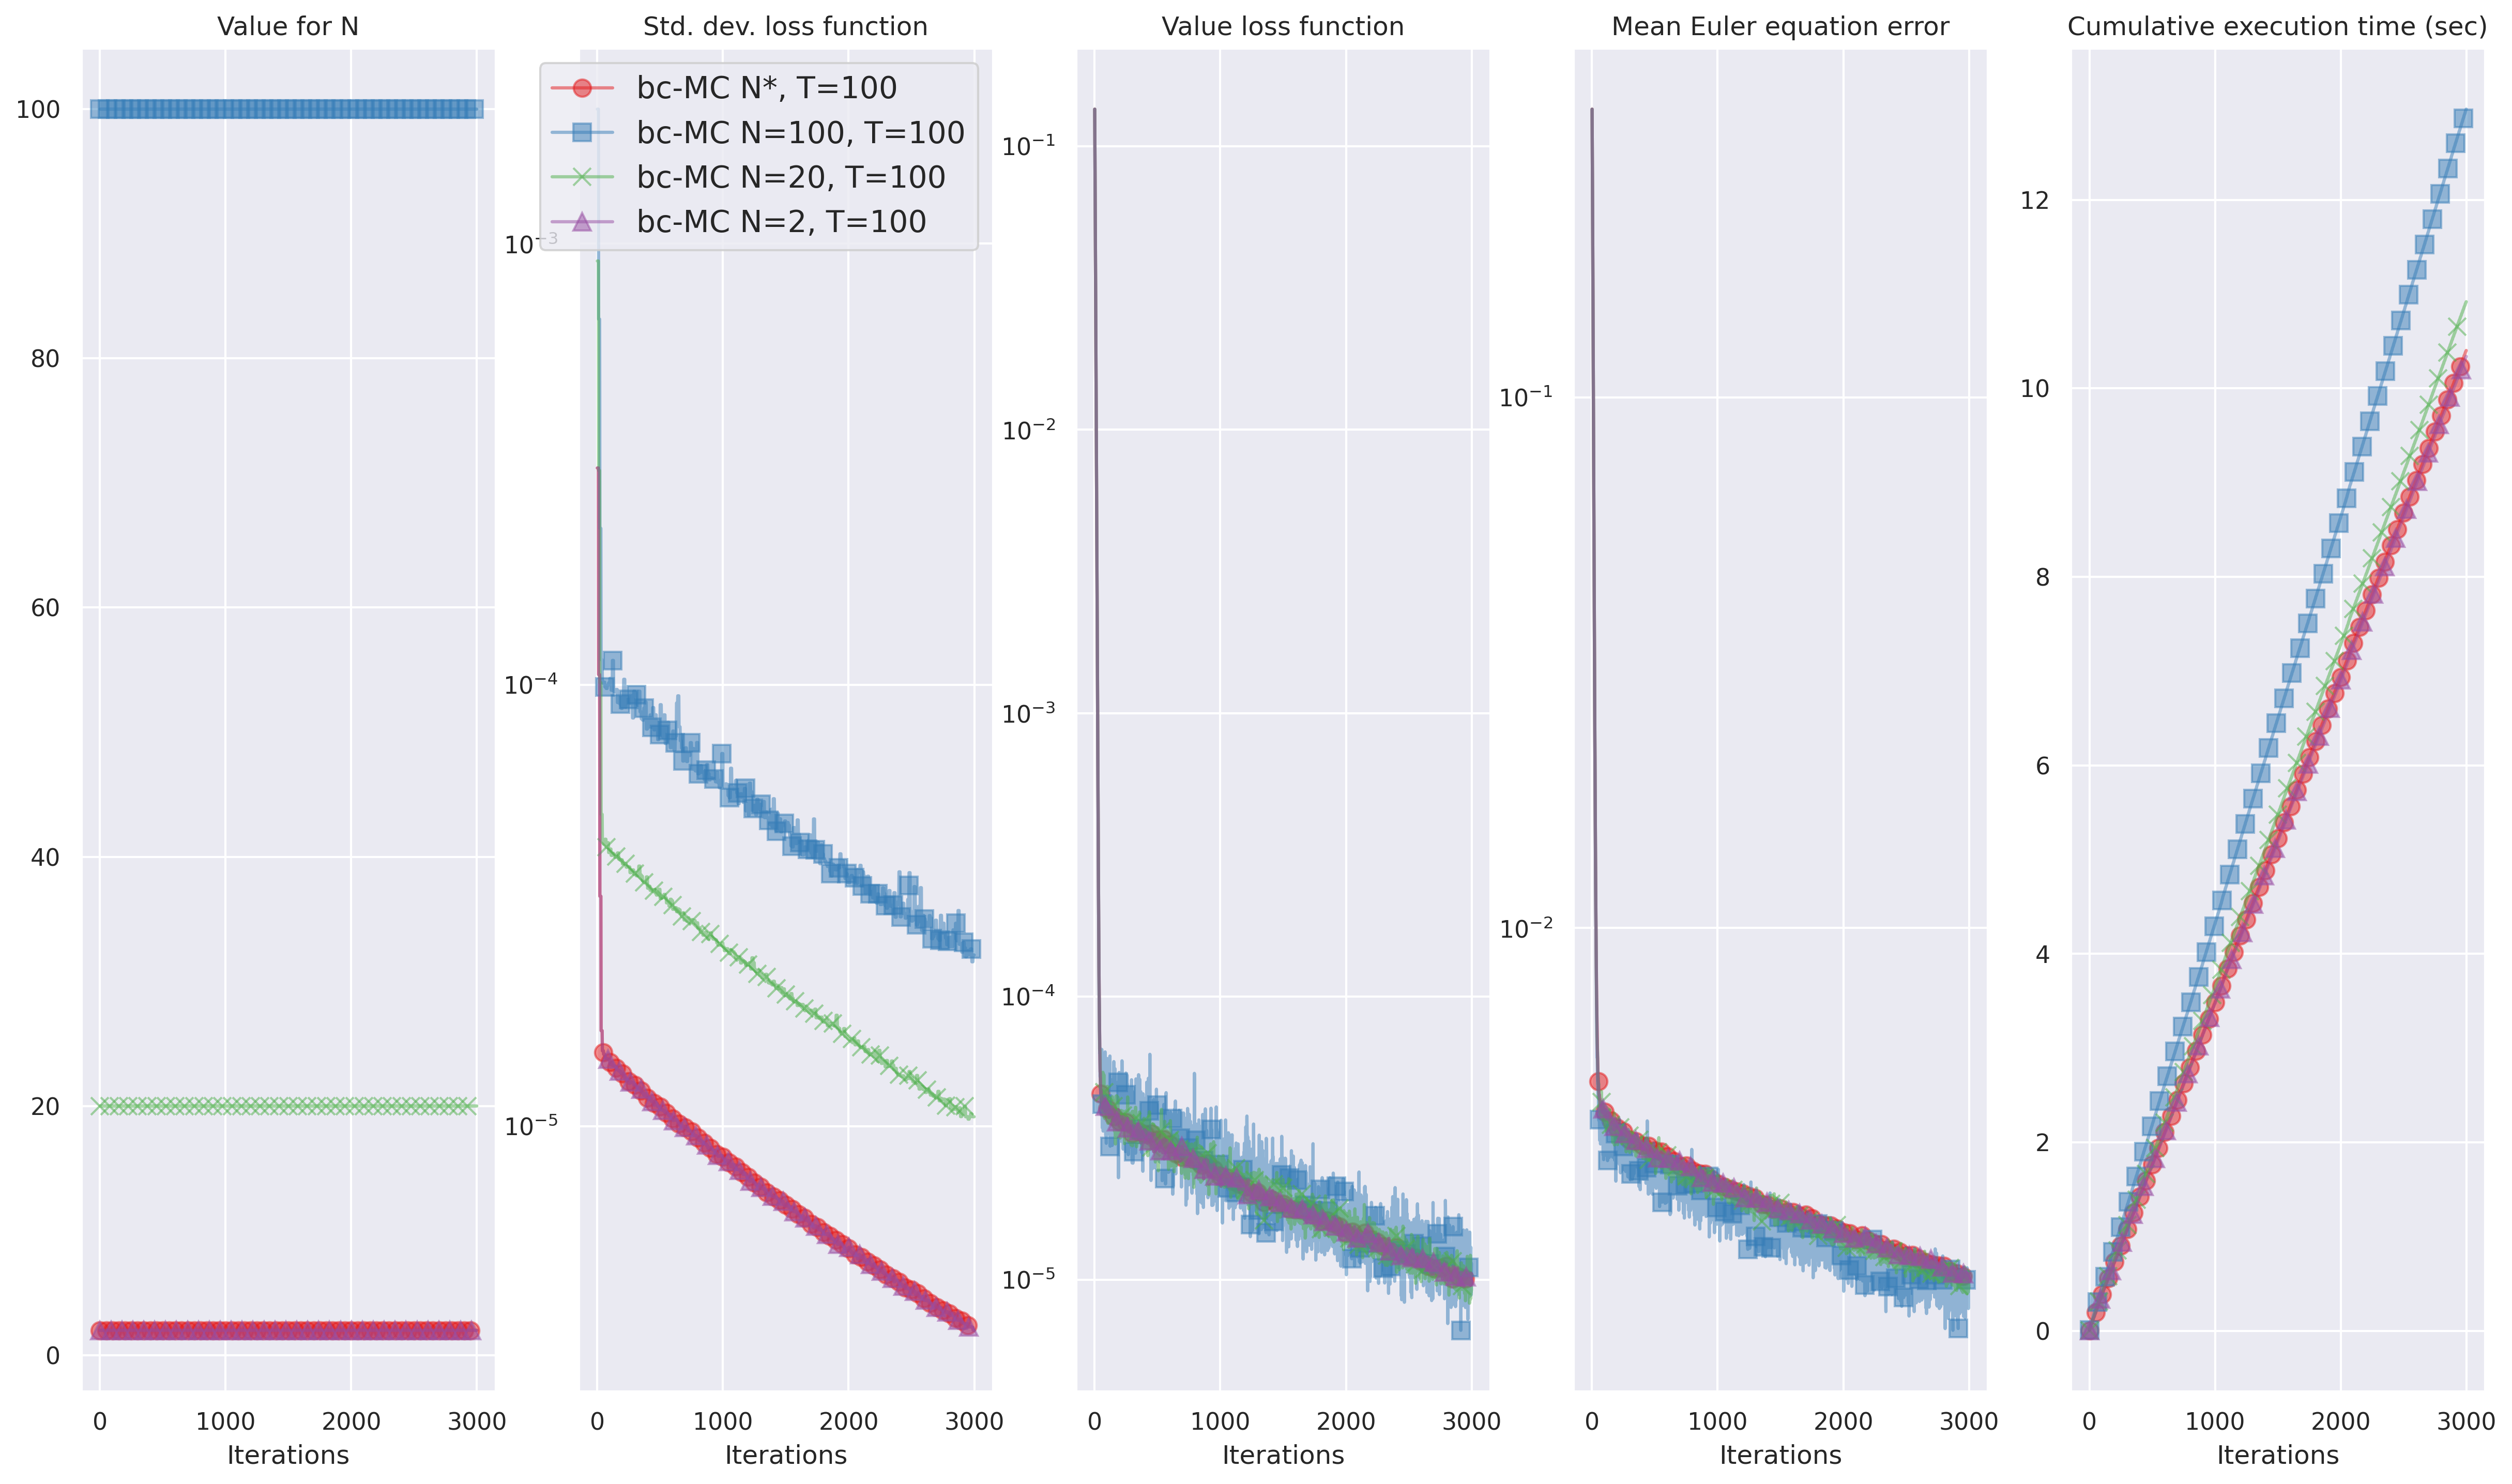 Value for N
Std. dev. loss function
Value loss function
Mean Euler equation error
Cumulative execution time (sec)
bc-MC N*, T=100
bc-MC N=100, T=100
bc-MC N=20, T=100
bc-MC N=2, T=100
100
80
60
40
20
0
0 1000 2000 3000
Iterations
10⁻³
10⁻⁴
10⁻⁵
0 1000 2000 3000
Iterations
10⁻¹
10⁻²
10⁻³
10⁻⁴
10⁻⁵
0 1000 2000 3000
Iterations
10⁻¹
10⁻²
0 1000 2000 3000
Iterations
12
10
8
6
4
2
0
0 1000 2000 3000
Iterations